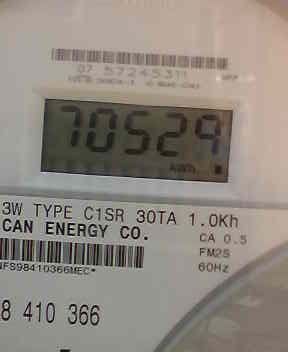 07 57245311
70529
3W TYPE C1SR 30TA 1.0Kh
CAN ENERGY CO.
CA 0.5
FM2S
60Hz
NFS98410366MEC*
8 410 366